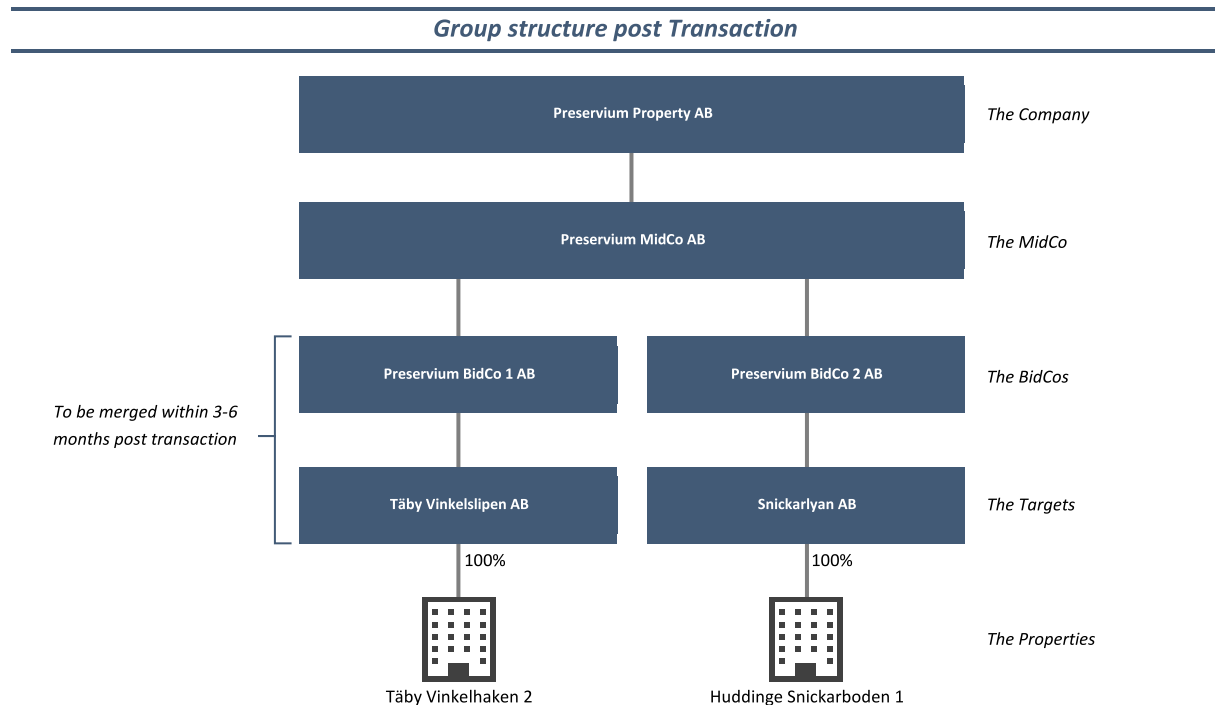 Group structure post Transaction
Preservium Property AB
The Company
Preservium MidCo AB
The MidCo
Preservium BidCo 1 AB
Preservium BidCo 2 AB
The BidCos
To be merged within 3-6
months post transaction
Täby Vinkelslipen AB
Snickarlyan AB
The Targets
100%
100%
The Properties
Täby Vinkelhaken 2
Huddinge Snickarboden 1